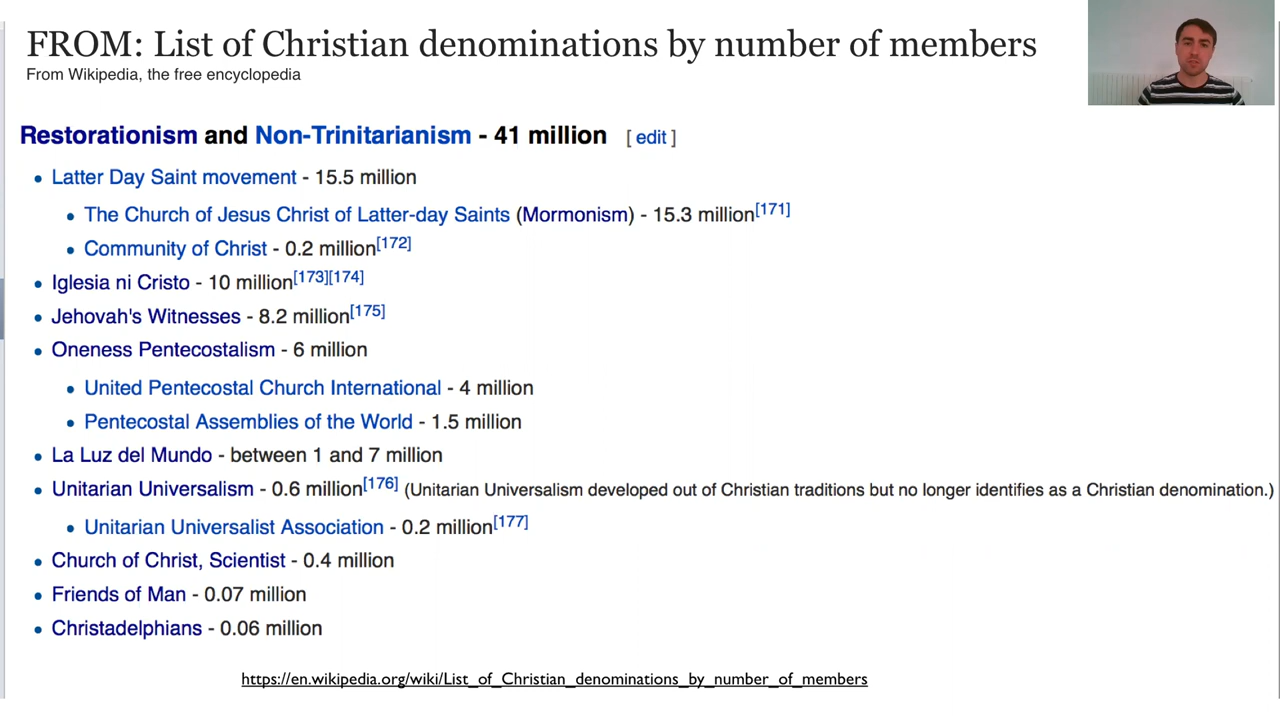 FROM: List of Christian denominations by number of members
From Wikipedia, the free encyclopedia
Restorationism and Non-Trinitarianism - 41 million [ edit ]
• Latter Day Saint movement - 15.5 million
• The Church of Jesus Christ of Latter-day Saints (Mormonism) - 15.3 million[171]
• Community of Christ - 0.2 million[172]
• Iglesia ni Cristo - 10 million[173][174]
• Jehovah's Witnesses - 8.2 million[175]
• Oneness Pentecostalism - 6 million
• United Pentecostal Church International - 4 million
• Pentecostal Assemblies of the World - 1.5 million
• La Luz del Mundo - between 1 and 7 million
• Unitarian Universalism - 0.6 million[176] (Unitarian Universalism developed out of Christian traditions but no longer identifies as a Christian denomination.)
• Unitarian Universalist Association - 0.2 million[177]
• Church of Christ, Scientist - 0.4 million
• Friends of Man - 0.07 million
• Christadelphians - 0.06 million
https://en.wikipedia.org/wiki/List_of_Christian_denominations_by_number_of_members